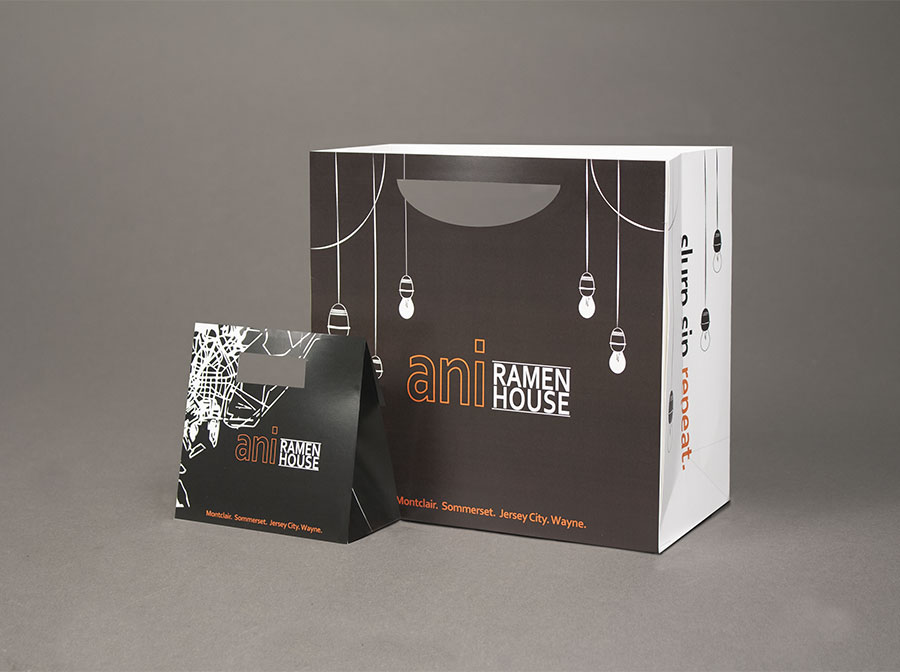 ani RAMEN
HOUSE
Montclair. Sommerset. Jersey City. Wayne.
ani RAMEN
HOUSE
Montclair. Sommerset. Jersey City. Wayne.
slurp sip repeat.